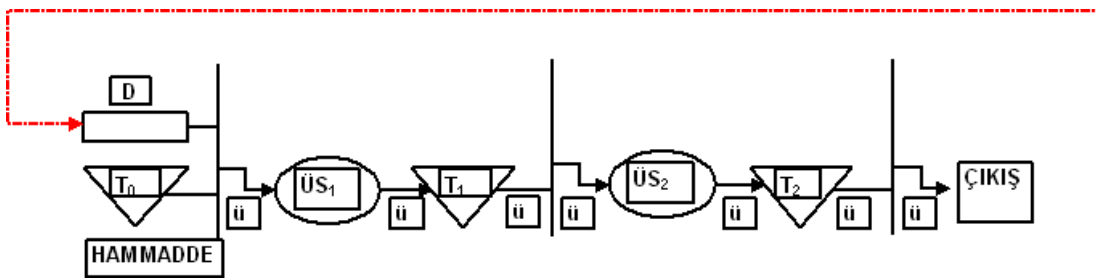 D
T₀ ÜS₁ T₁ ÜS₂ T₂ ÇIKIŞ
ü ü ü ü ü ü ü
HAMMADDE